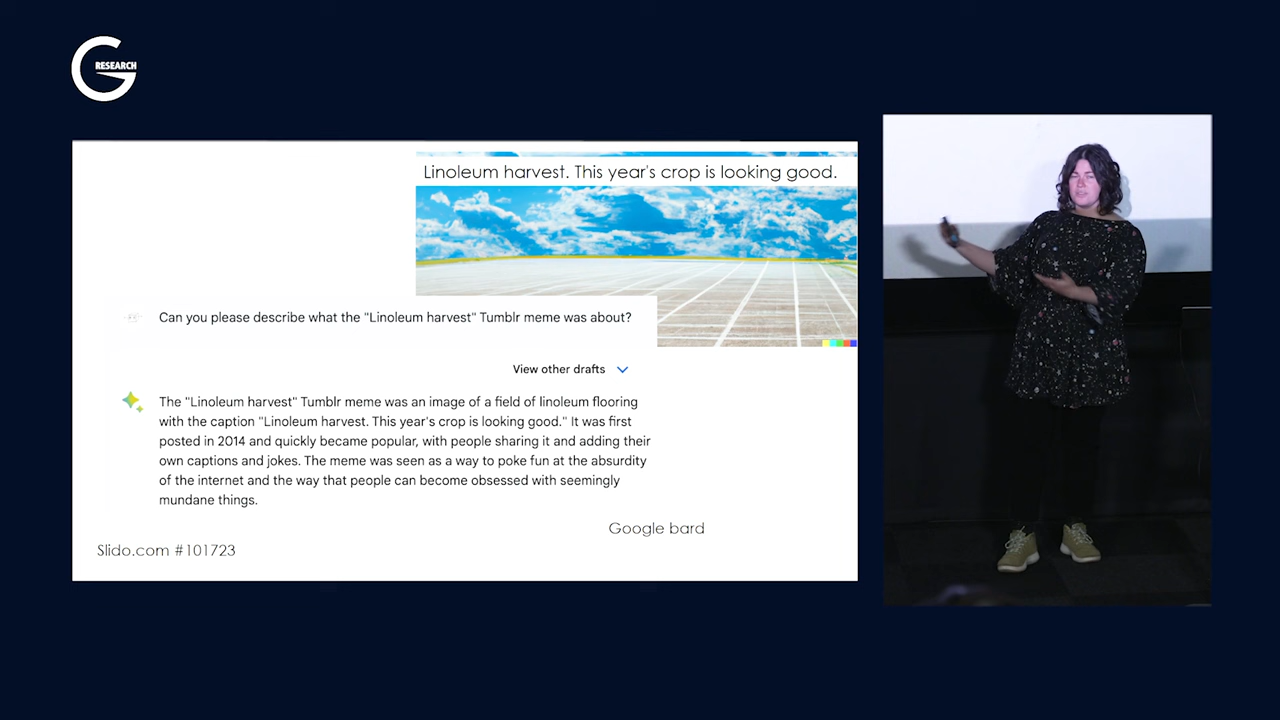 RESEARCH
Linoleum harvest. This year's crop is looking good.
Can you please describe what the "Linoleum harvest" Tumblr meme was about?
View other drafts
The "Linoleum harvest" Tumblr meme was an image of a field of linoleum flooring
with the caption "Linoleum harvest. This year's crop is looking good." It was first
posted in 2014 and quickly became popular, with people sharing it and adding their
own captions and jokes. The meme was seen as a way to poke fun at the absurdity
of the internet and the way that people can become obsessed with seemingly
mundane things.
Google bard
Slido.com #101723